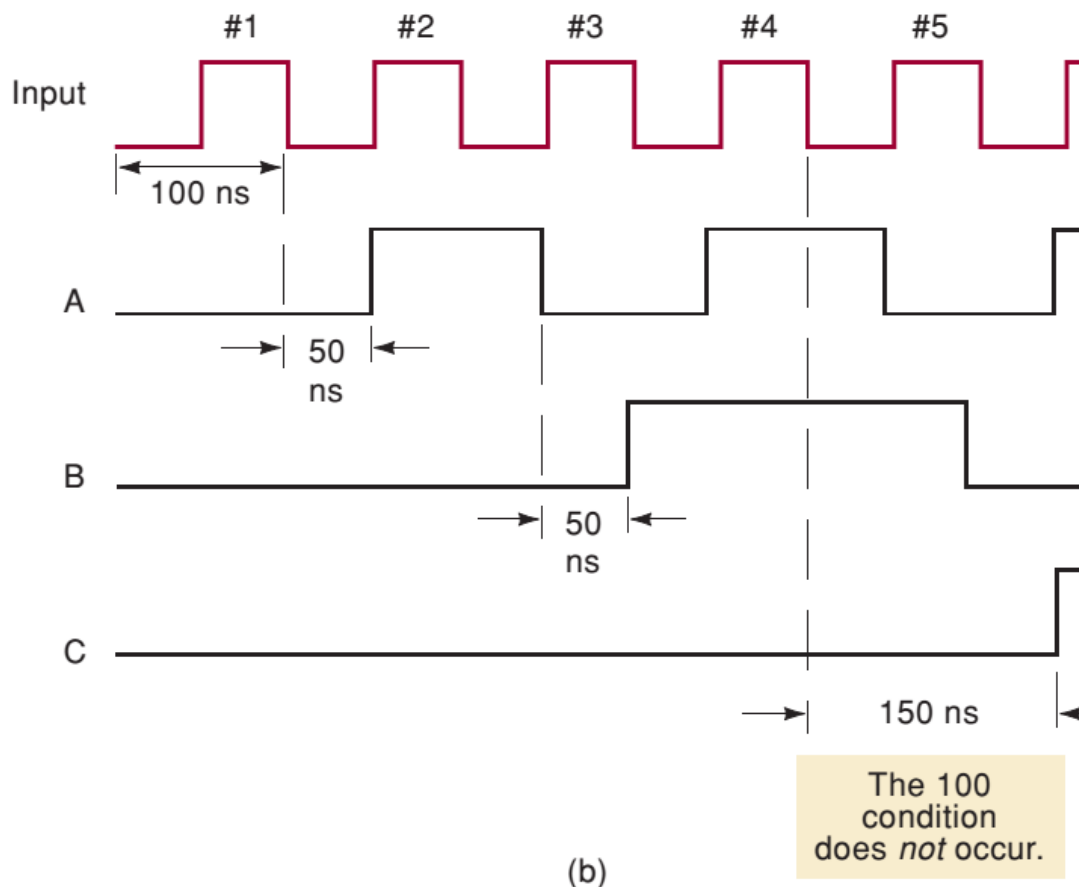 #1 #2 #3 #4 #5
Input
100 ns
A
50
ns
B
50
ns
C
150 ns
The 100
condition
does not occur.
(b)